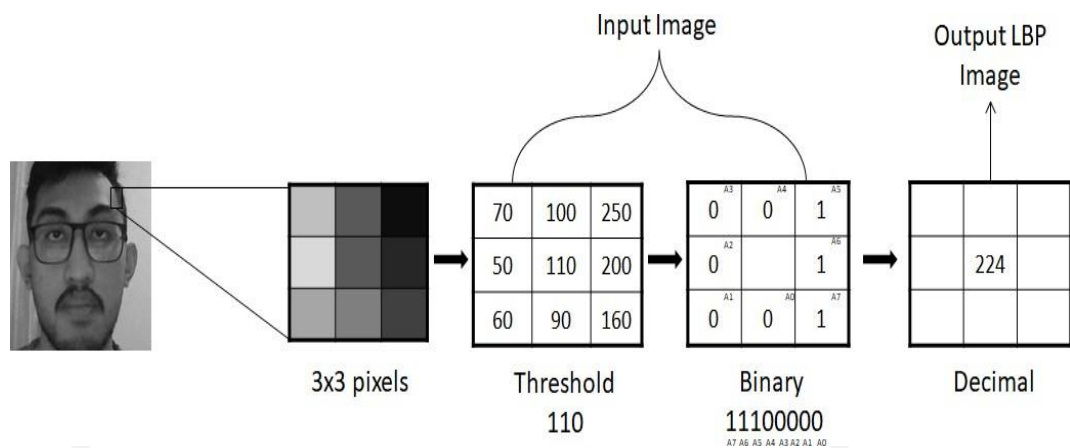 Input Image
Output LBP
Image
70 100 250
50 110 200
60 90 160
A3 A4 A5
0 0 1
A2 A6
0 1
A1 A0 A7
0 0 1
224
3x3 pixels
Threshold
110
Binary
11100000
A7 A6 A5 A4 A3 A2 A1 A0
Decimal